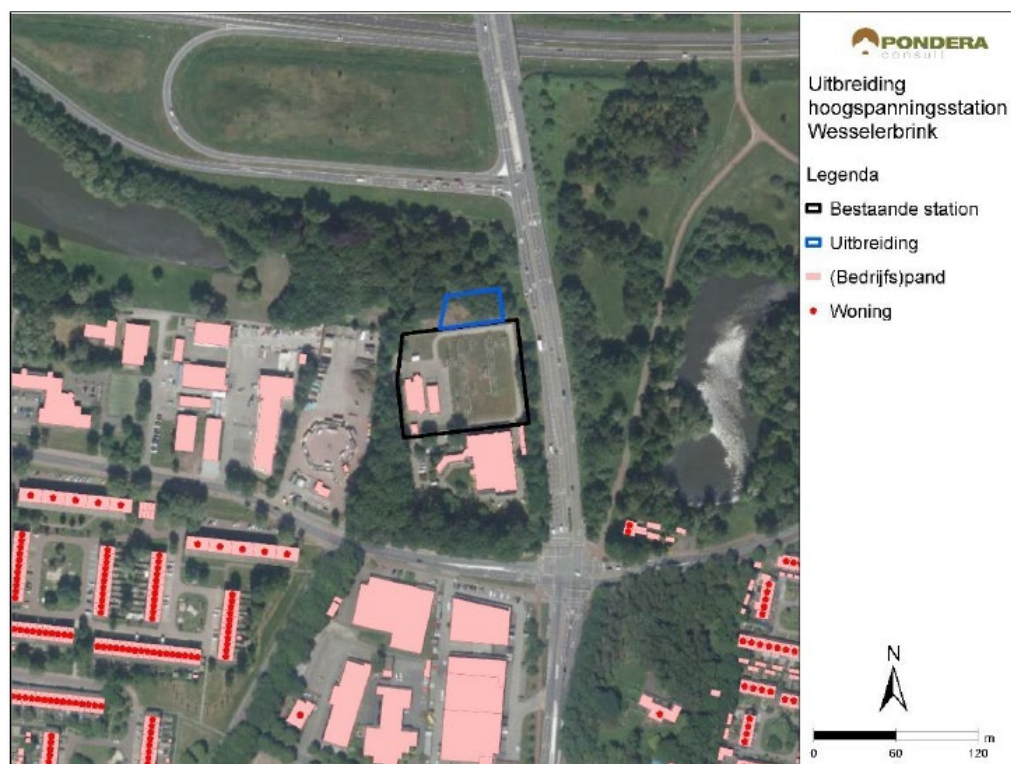 PONDERA
consult
Uitbreiding
hoogspanningsstation
Wesselerbrink
Legenda
Bestaande station
Uitbreiding
(Bedrijfs)pand
Woning
N
0 60 120 m